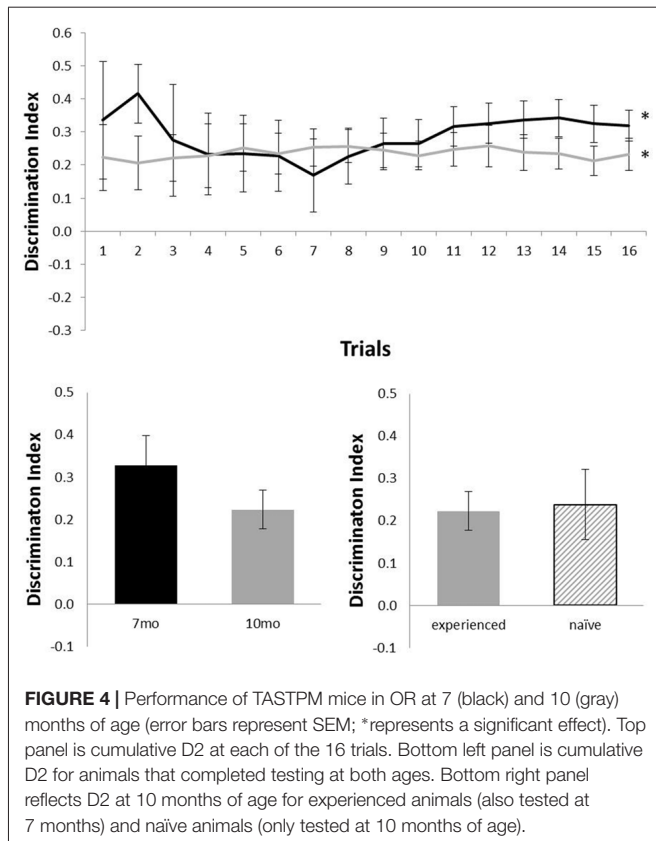 0.6
0.5
0.4
0.3
0.2
0.1
0.0
-0.1
-0.2
-0.3
Discrimination Index
1 2 3 4 5 6 7 8 9 10 11 12 13 14 15 16
*
*
Trials
0.5
0.4
0.3
0.2
0.1
0.0
-0.1
Discrimination Index
7mo 10mo
0.5
0.4
0.3
0.2
0.1
0.0
-0.1
Discriminaton Index
experienced naïve
FIGURE 4 | Performance of TASTPM mice in OR at 7 (black) and 10 (gray)
months of age (error bars represent SEM; *represents a significant effect). Top
panel is cumulative D2 at each of the 16 trials. Bottom left panel is cumulative
D2 for animals that completed testing at both ages. Bottom right panel
reflects D2 at 10 months of age for experienced animals (also tested at
7 months) and naïve animals (only tested at 10 months of age).